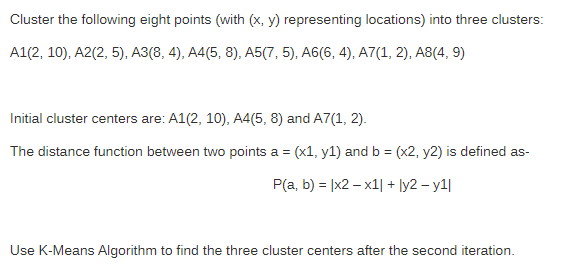 Cluster the following eight points (with (x, y) representing locations) into three clusters:
A1(2, 10), A2(2, 5), A3(8, 4), A4(5, 8), A5(7, 5), A6(6, 4), A7(1, 2), A8(4, 9)
Initial cluster centers are: A1(2, 10), A4(5, 8) and A7(1, 2).
The distance function between two points a = (x1, y1) and b = (x2, y2) is defined as-
P(a, b) = |x2 – x1| + |y2 – y1|
Use K-Means Algorithm to find the three cluster centers after the second iteration.